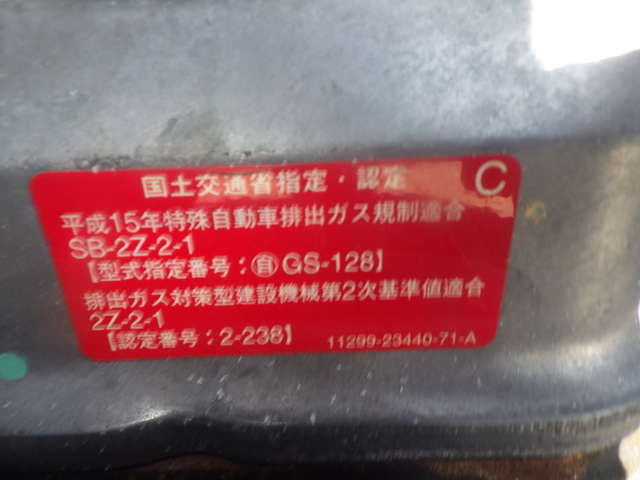 国土交通省指定・認定 C
平成15年特殊自動車排出ガス規制適合
SB-2Z-2-1
【型式指定番号：㊀自 GS-128】
排出ガス対策型建設機械第2次基準値適合
2Z-2-1
【認定番号：2-238】 11299-23440-71-A